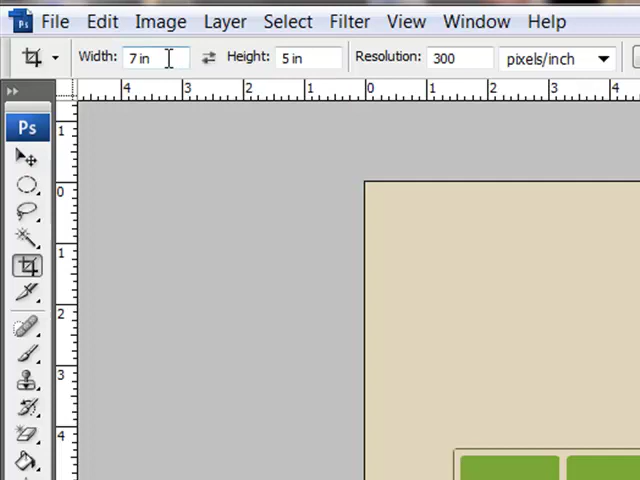 Ps File Edit Image Layer Select Filter View Window Help
Width: 7 in Height: 5 in Resolution: 300 pixels/inch
4 3 2 1 0 1 2 3 4
Ps
1
0
1
2
3
4